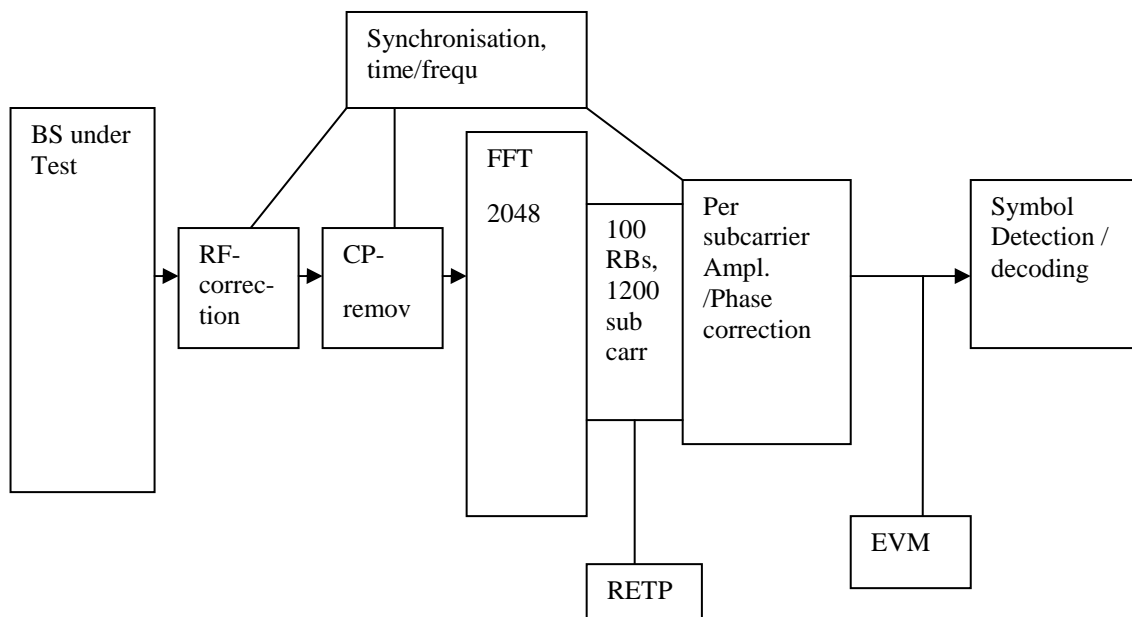 Synchronisation,
time/frequ
BS under
Test
RF-
correc-
tion
CP-
remov
FFT
2048
100
RBs,
1200
sub
carr
Per
subcarrier
Ampl.
/Phase
correction
Symbol
Detection /
decoding
EVM
RETP